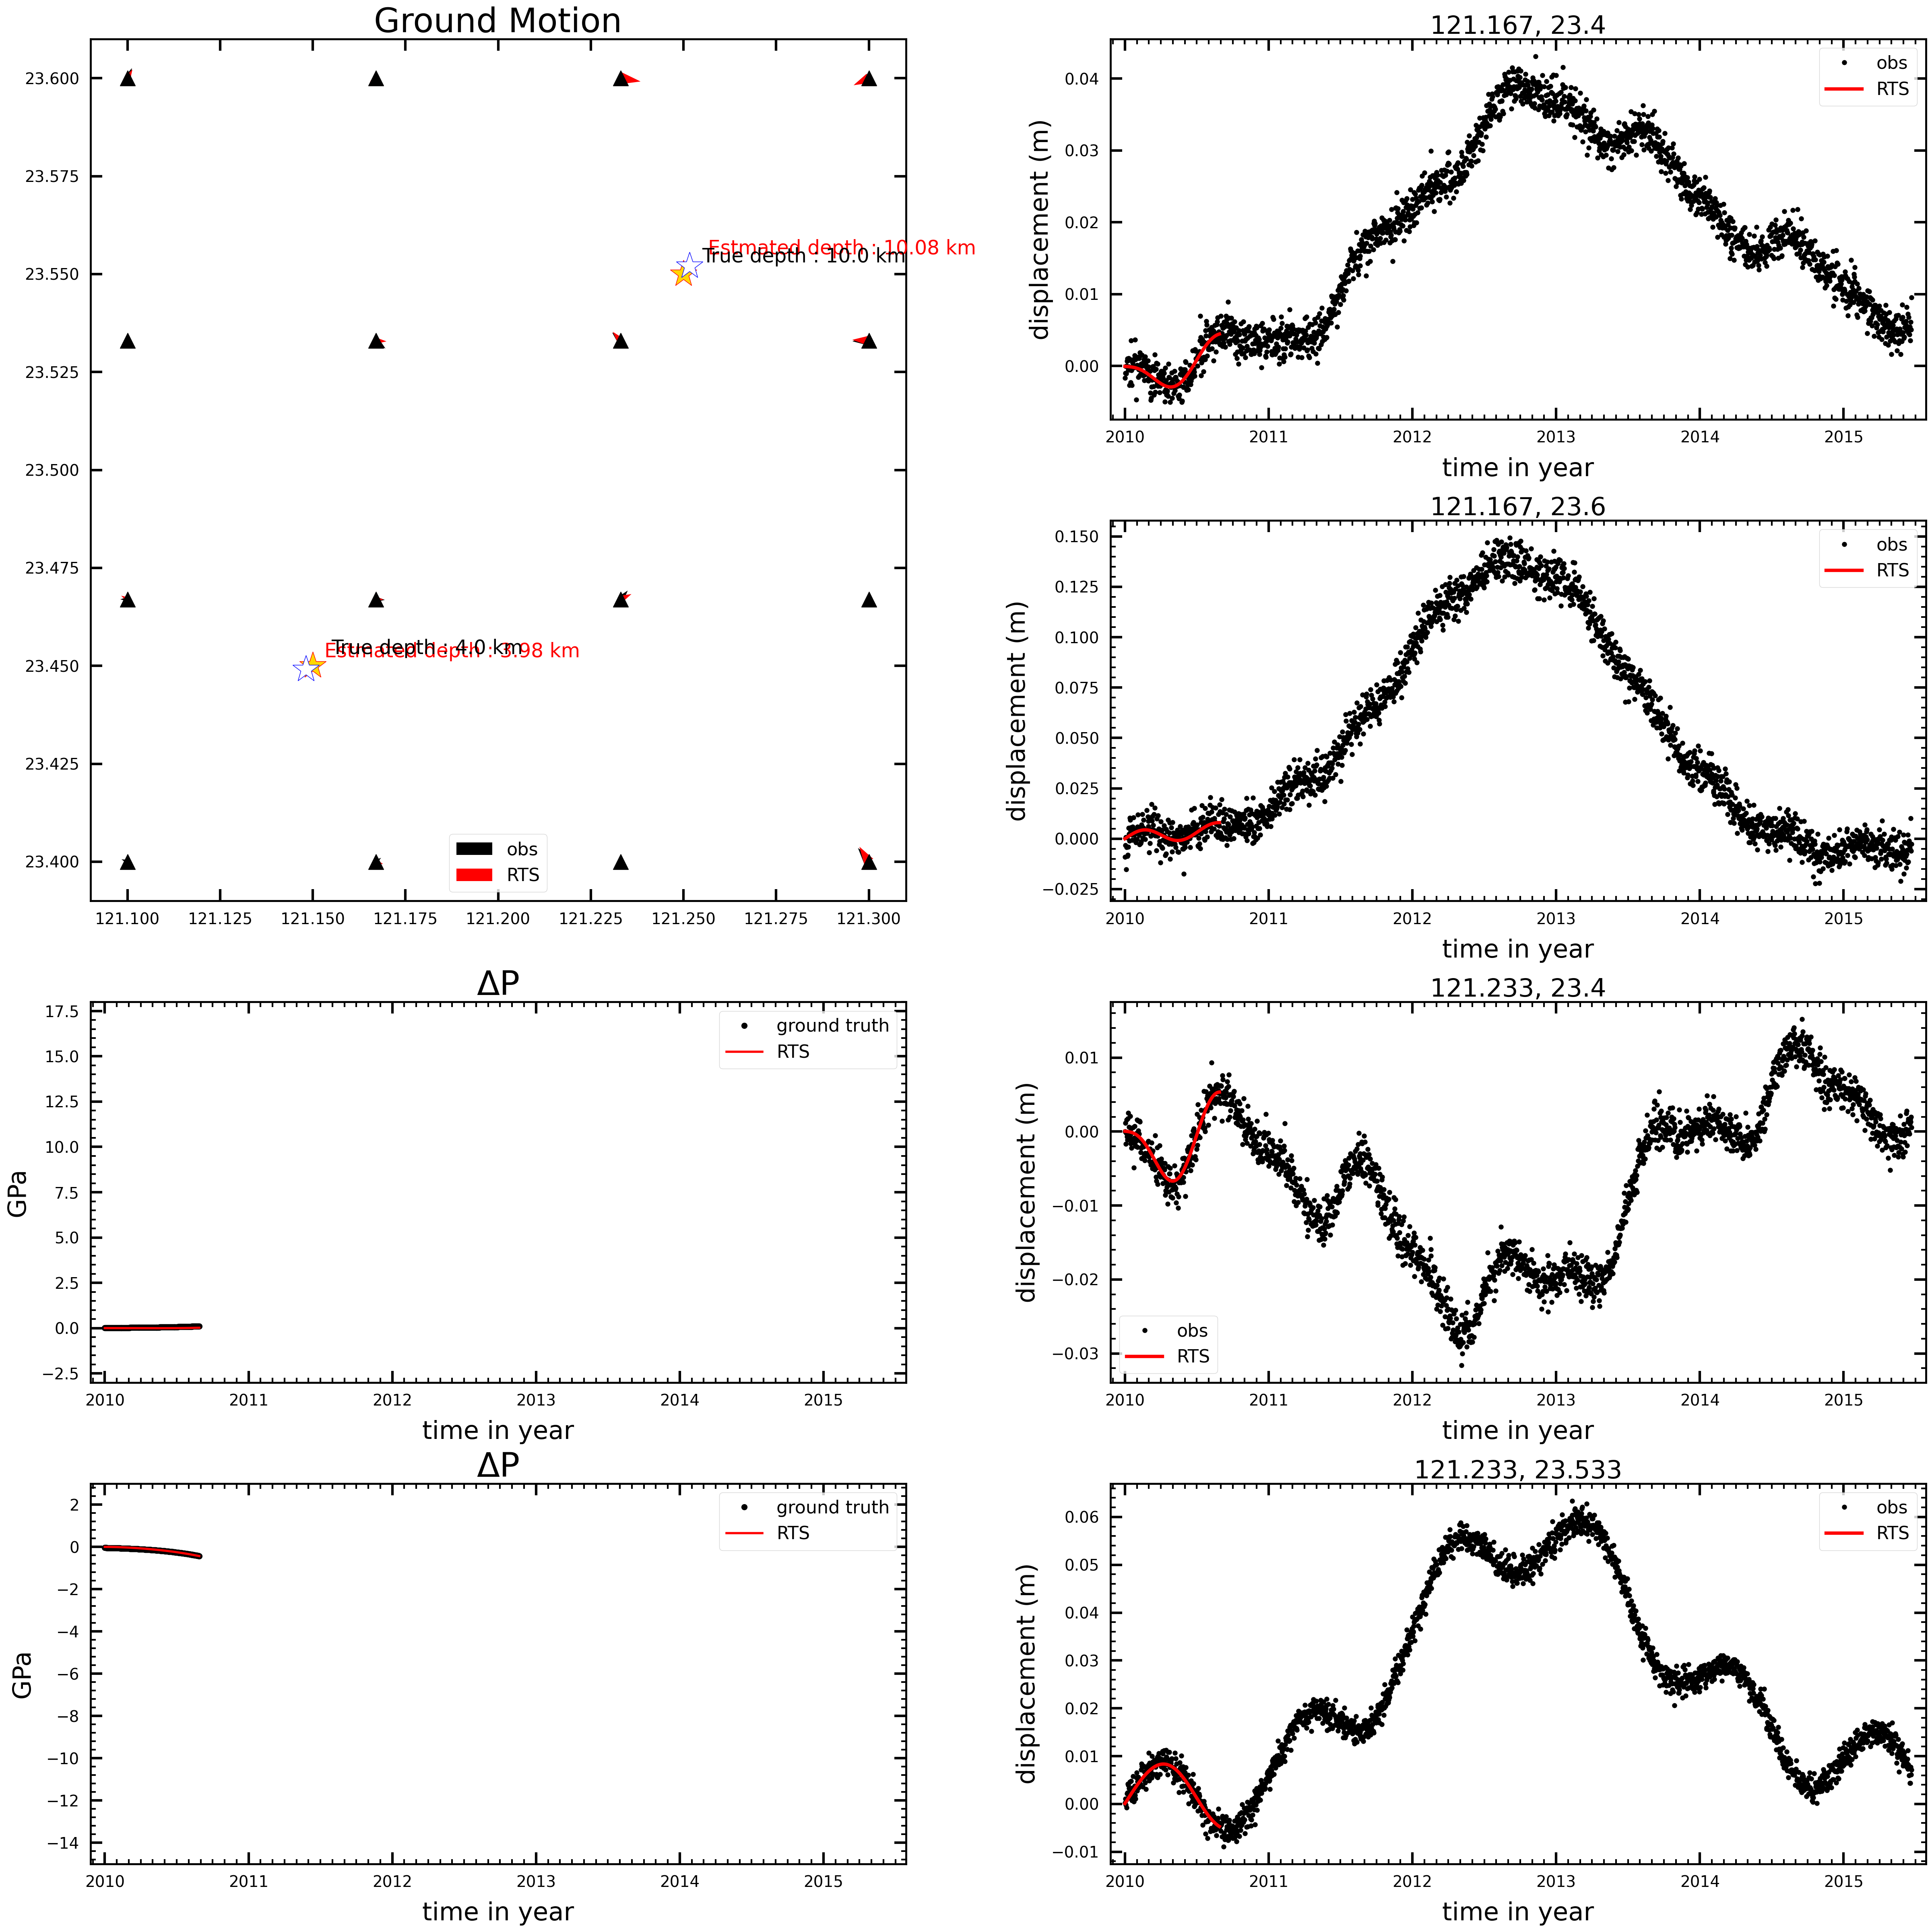 Ground Motion
23.600
23.575
23.550
23.525
23.500
23.475
23.450
23.425
23.400
Estmated depth : 10.08 km
True depth : 10.0 km
True depth : 4.0 km
Estmated depth : 3.98 km
obs
RTS
121.100 121.125 121.150 121.175 121.200 121.225 121.250 121.275 121.300
121.167, 23.4
displacement (m)
0.04
0.03
0.02
0.01
0.00
obs
RTS
2010 2011 2012 2013 2014 2015
time in year
121.167, 23.6
displacement (m)
0.150
0.125
0.100
0.075
0.050
0.025
0.000
−0.025
obs
RTS
2010 2011 2012 2013 2014 2015
time in year
ΔP
GPa
17.5
15.0
12.5
10.0
7.5
5.0
2.5
0.0
−2.5
ground truth
RTS
2010 2011 2012 2013 2014 2015
time in year
121.233, 23.4
displacement (m)
0.01
0.00
−0.01
−0.02
−0.03
obs
RTS
2010 2011 2012 2013 2014 2015
time in year
ΔP
GPa
2
0
−2
−4
−6
−8
−10
−12
−14
ground truth
RTS
2010 2011 2012 2013 2014 2015
time in year
121.233, 23.533
displacement (m)
0.06
0.05
0.04
0.03
0.02
0.01
0.00
−0.01
obs
RTS
2010 2011 2012 2013 2014 2015
time in year